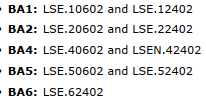 • BA1: LSE.10602 and LSE.12402
• BA2: LSE.20602 and LSE.22402
• BA4: LSE.40602 and LSEN.42402
• BA5: LSE.50602 and LSE.52402
• BA6: LSE.62402